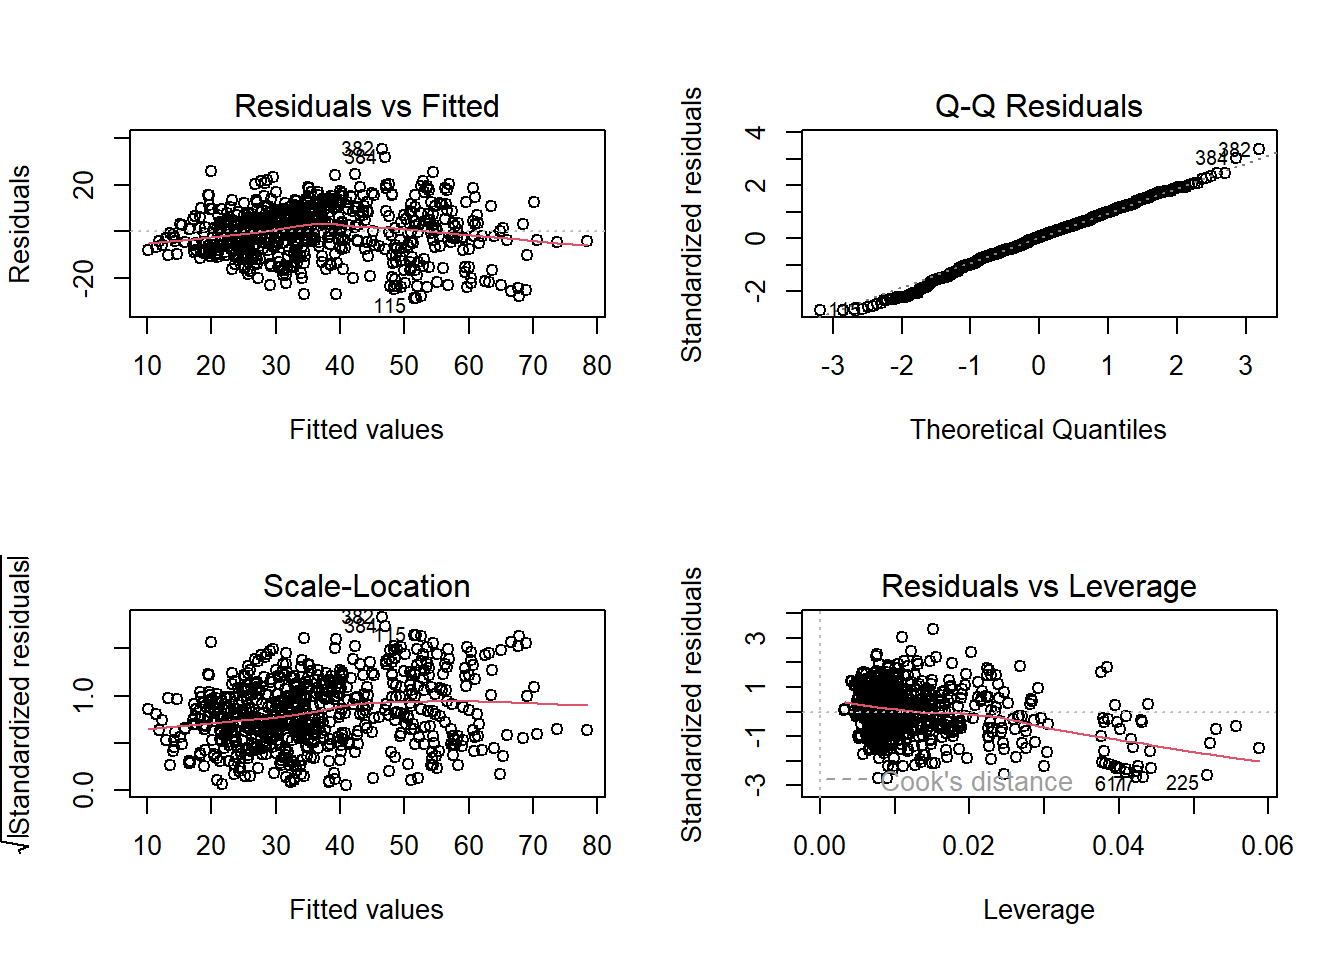 Residuals vs Fitted
Residuals
20
-20
382
384
115
10 20 30 40 50 60 70 80
Fitted values
Q-Q Residuals
Standardized residuals
4
2
0
-2
382
384
115
-3 -2 -1 0 1 2 3
Theoretical Quantiles
Scale-Location
√|Standardized residuals|
1.0
0.0
382
384
115
10 20 30 40 50 60 70 80
Fitted values
Residuals vs Leverage
Standardized residuals
3
1
-1
-3
Cook's distance
225
0.00 0.02 0.04 0.06
Leverage